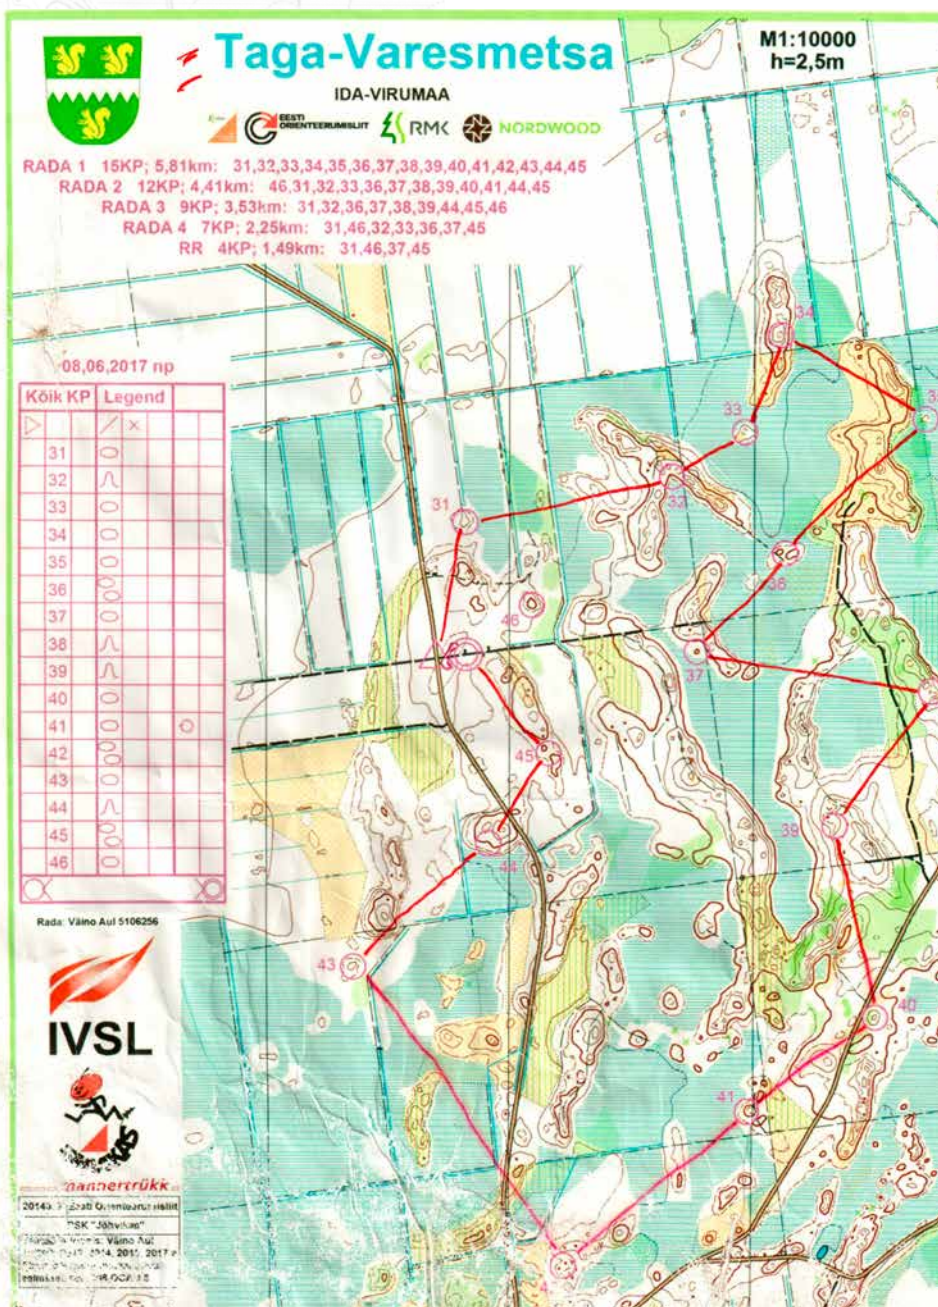 Taga-Varesmetsa
M1:10000
h=2,5m
IDA-VIRUMAA
EESTI
ORIENTEERUMISLIIT
RMK
NORDWOOD
RADA 1 15KP; 5,81km: 31,32,33,34,35,36,37,38,39,40,41,42,43,44,45
RADA 2 12KP; 4,41km: 46,31,32,33,36,37,38,39,40,41,44,45
RADA 3 9KP; 3,53km: 31,32,36,37,38,39,44,45,46
RADA 4 7KP; 2,25km: 31,46,32,33,36,37,45
RR 4KP; 1,49km: 31,46,37,45
08,06,2017 np
Kõik KP Legend
31
32
33
34
35
36
37
38
39
40
41
42
43
44
45
46
Rada: Väino Aul 5106256
IVSL
PSK "Jõhvikas"
Väino Aul
34
33
32
31
36
46
37
45
39
44
43
40
41